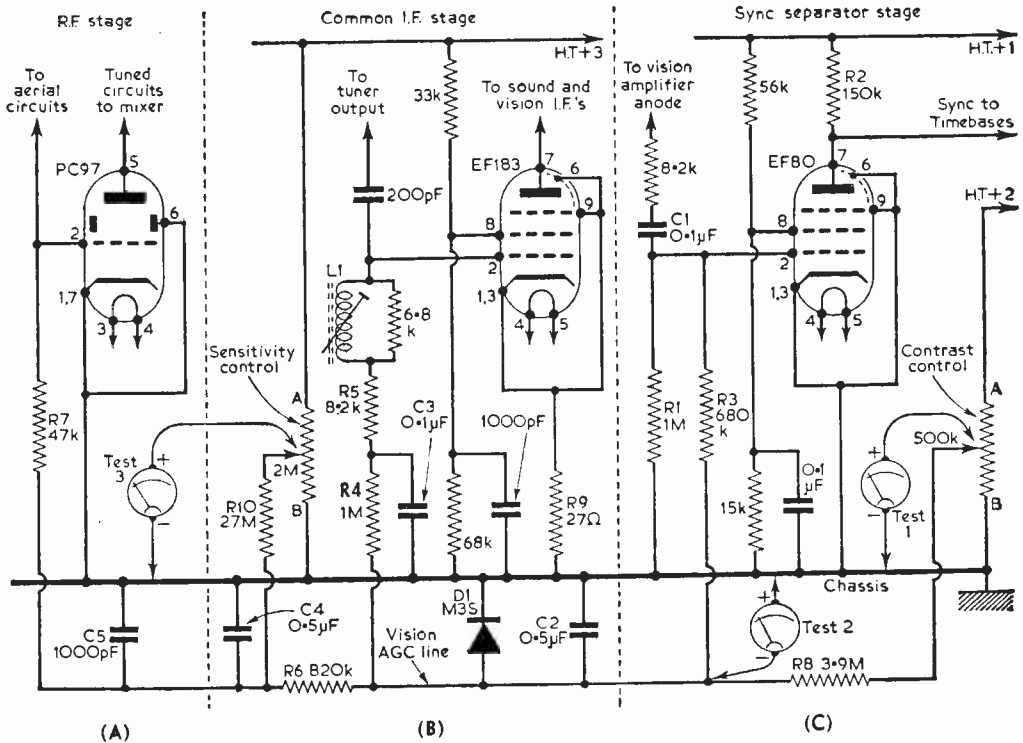 R.F. stage
Common I.F. stage
Sync separator stage
H.T.+3
H.T.+1
To
aerial circuits
Tuned
circuits
to mixer
To
tuner
output
33k
To sound and
vision I.F.'s
To vision
amplifier
anode
56k
R2
150k
Sync to
Timebases
PC97
5
6
2
1,7
3
4
200pF
EF183
7
6
9
8
2
1,3
4
5
8·2k
C1
0·1µF
EF80
7
6
9
8
2
1,3
4
5
H.T.+2
L1
6·8
k
Sensitivity
control
A
2M
B
R5
8·2k
C3
0·1µF
1000pF
R4
1M
68k
R9
27Ω
R7
47k
Test
3
+
−
R10
27M
R1
1M
R3
680
k
15k
0·1
µF
Contrast
control
A
500k
B
+
−
Test
1
Chassis
C5
1000pF
C4
0·5µF
D1
M3S
C2
0·5µF
Vision
AGC line
R6 820k
+
−
Test 2
R8 3·9M
(A)
(B)
(C)